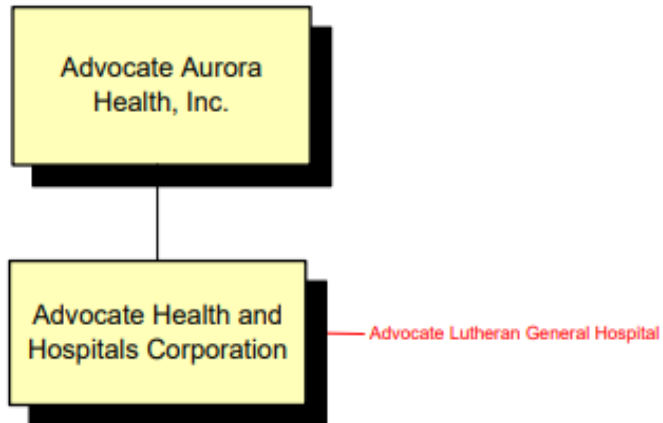 Advocate Aurora
Health, Inc.
Advocate Health and
Hospitals Corporation
Advocate Lutheran General Hospital